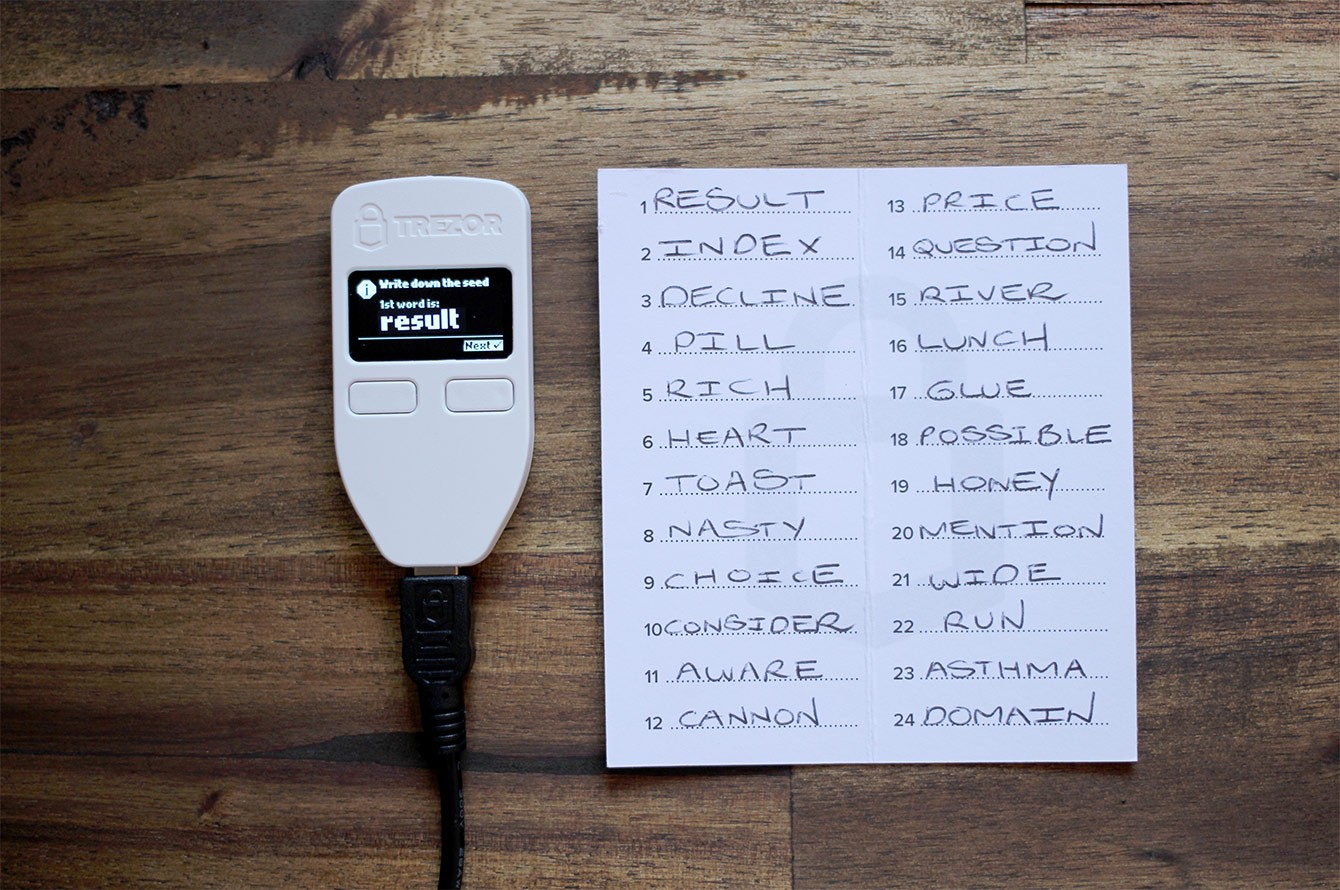 TREZOR
Write down the seed
1st word is:
result
Next ✓
1 RESULT
2 INDEX
3 DECLINE
4 PILL
5 RICH
6 HEART
7 TOAST
8 NASTY
9 CHOICE
10 CONSIDER
11 AWARE
12 CANNON
13 PRICE
14 QUESTION
15 RIVER
16 LUNCH
17 GLUE
18 POSSIBLE
19 HONEY
20 MENTION
21 WIDE
22 RUN
23 ASTHMA
24 DOMAIN